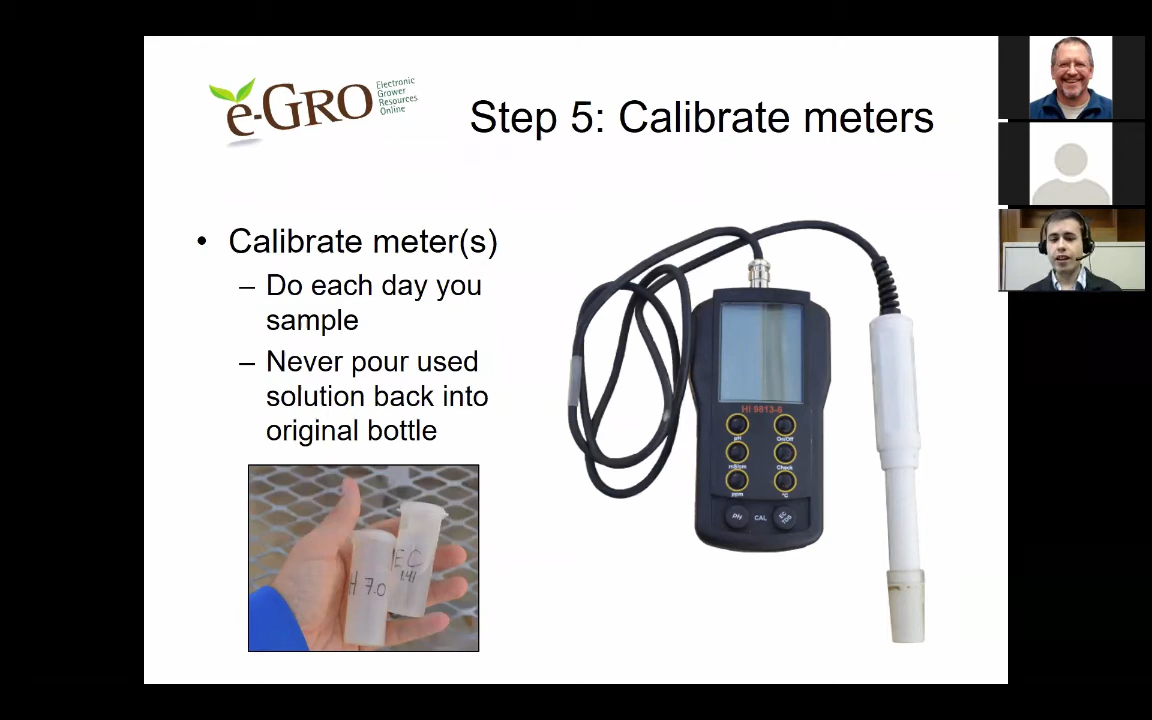 e-GRO
Electronic
Grower
Resources
Online
Step 5: Calibrate meters
• Calibrate meter(s)
– Do each day you
sample
– Never pour used
solution back into
original bottle
HI 9813-6
pH On/Off
mS/cm Check
ppm °C
pH CAL EC
TDS
H 7.0
EC
1.41